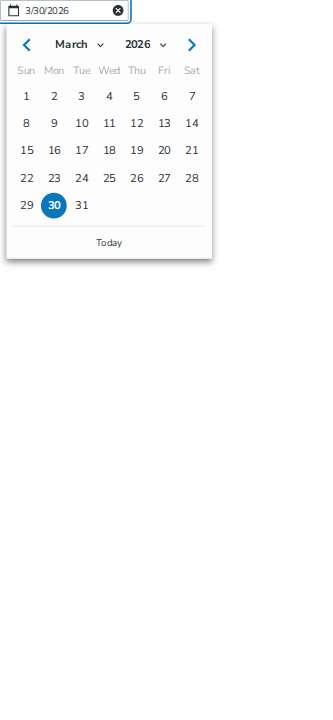 3/30/2026
March 2026
Sun Mon Tue Wed Thu Fri Sat
1 2 3 4 5 6 7
8 9 10 11 12 13 14
15 16 17 18 19 20 21
22 23 24 25 26 27 28
29 30 31
Today